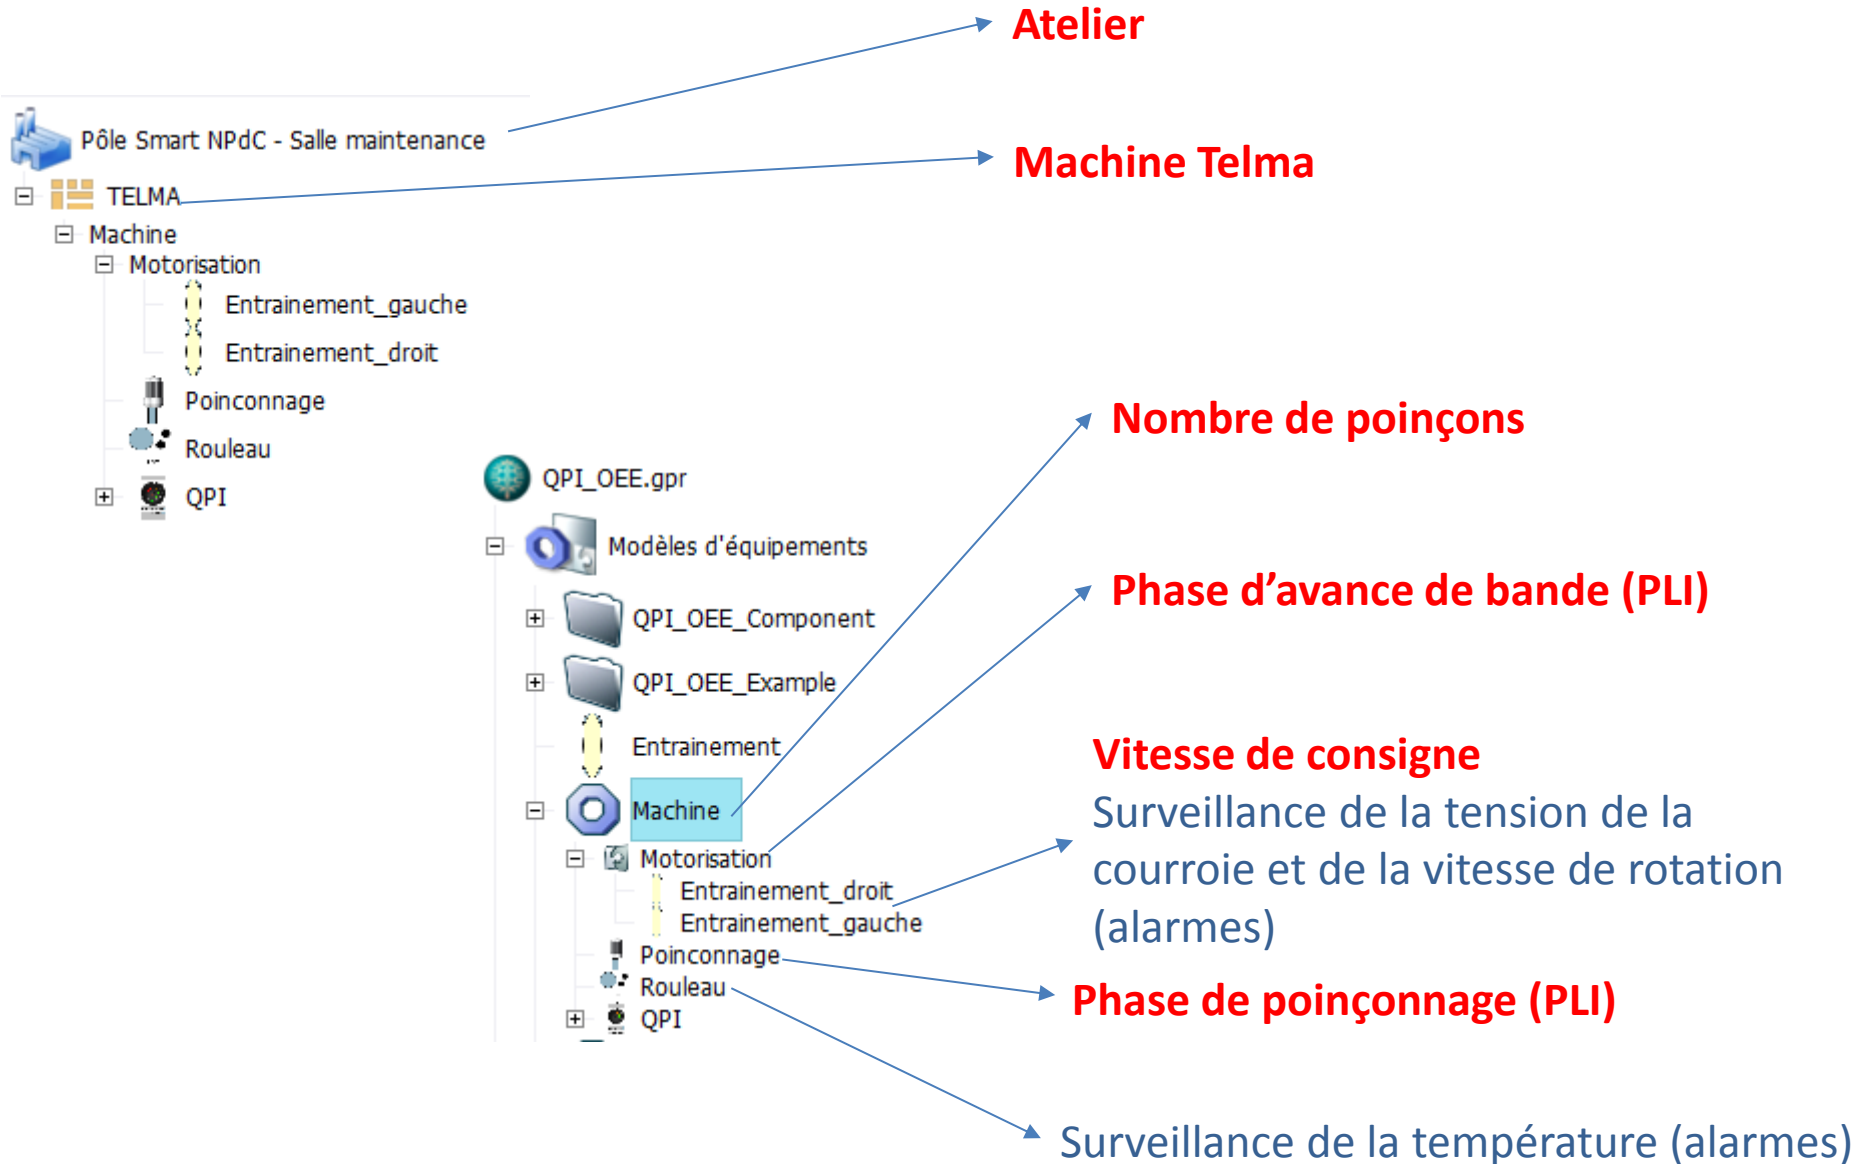 Atelier
Pôle Smart NPdC - Salle maintenance
Machine Telma
TELMA
Machine
Motorisation
Entrainement_gauche
Entrainement_droit
Poinconnage
Rouleau
QPI
Nombre de poinçons
QPI_OEE.gpr
Modèles d'équipements
Phase d’avance de bande (PLI)
QPI_OEE_Component
QPI_OEE_Example
Entrainement
Machine
Motorisation
Entrainement_droit
Entrainement_gauche
Poinconnage
Rouleau
QPI
Vitesse de consigne
Surveillance de la tension de la
courroie et de la vitesse de rotation
(alarmes)
Phase de poinçonnage (PLI)
Surveillance de la température (alarmes)